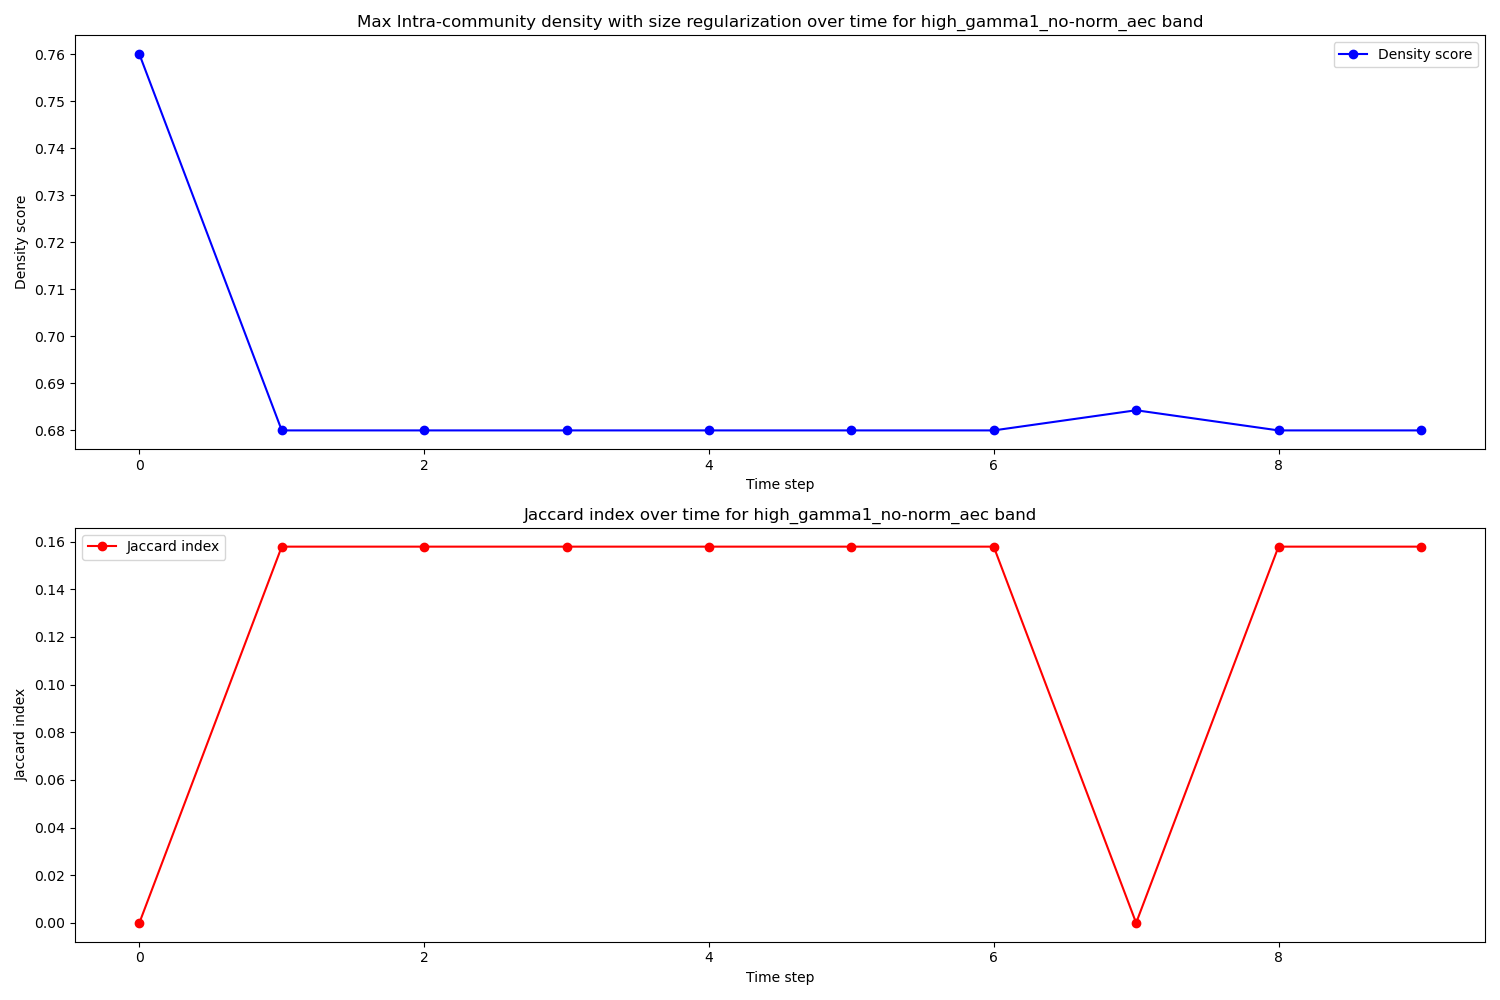 Max Intra-community density with size regularization over time for high_gamma1_no-norm_aec band
Density score
0.76
0.75
0.74
0.73
0.72
0.71
0.70
0.69
0.68
Density score
0 2 4 6 8
Time step
Jaccard index over time for high_gamma1_no-norm_aec band
Jaccard index
0.16
0.14
0.12
0.10
0.08
0.06
0.04
0.02
0.00
Jaccard index
0 2 4 6 8
Time step